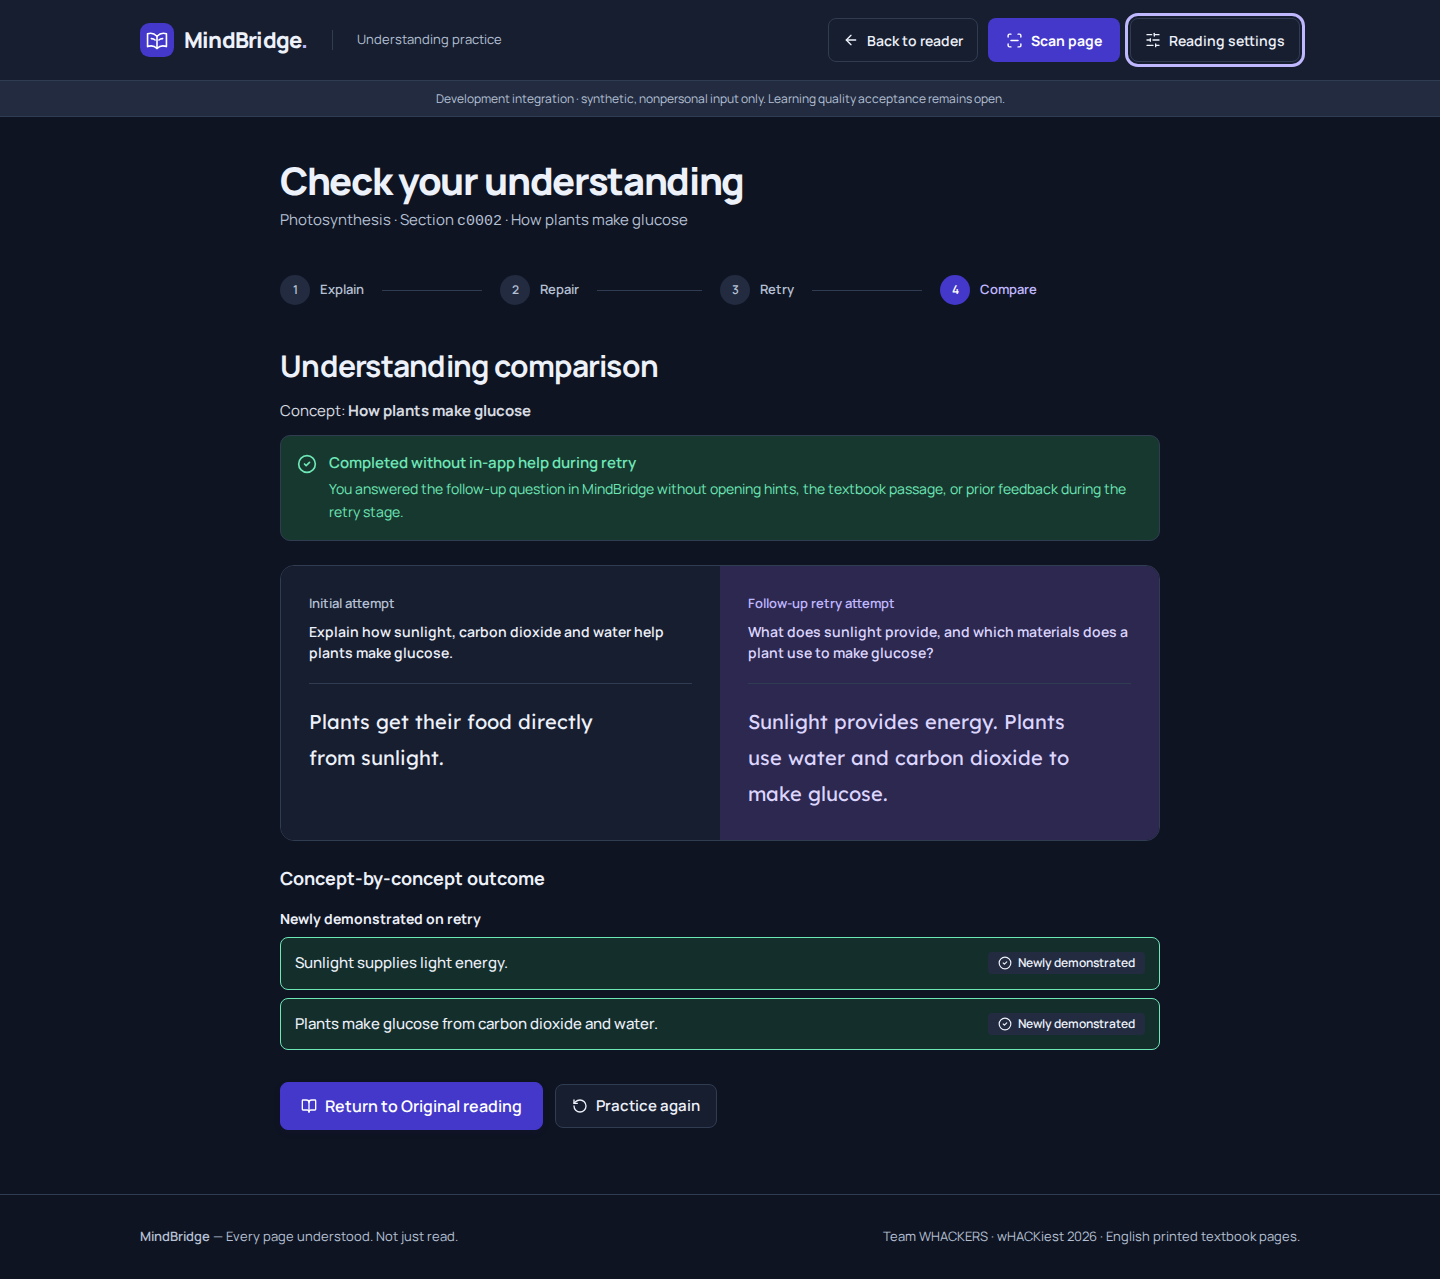 MindBridge.
Understanding practice
Back to reader
Scan page
Reading settings
Development integration · synthetic, nonpersonal input only. Learning quality acceptance remains open.
Check your understanding
Photosynthesis · Section c0002 · How plants make glucose
1 Explain
2 Repair
3 Retry
4 Compare
Understanding comparison
Concept: How plants make glucose
Completed without in-app help during retry
You answered the follow-up question in MindBridge without opening hints, the textbook passage, or prior feedback during the
retry stage.
Initial attempt
Explain how sunlight, carbon dioxide and water help
plants make glucose.
Plants get their food directly
from sunlight.
Follow-up retry attempt
What does sunlight provide, and which materials does a
plant use to make glucose?
Sunlight provides energy. Plants
use water and carbon dioxide to
make glucose.
Concept-by-concept outcome
Newly demonstrated on retry
Sunlight supplies light energy.
Newly demonstrated
Plants make glucose from carbon dioxide and water.
Newly demonstrated
Return to Original reading
Practice again
MindBridge — Every page understood. Not just read.
Team WHACKERS · wHACKiest 2026 · English printed textbook pages.